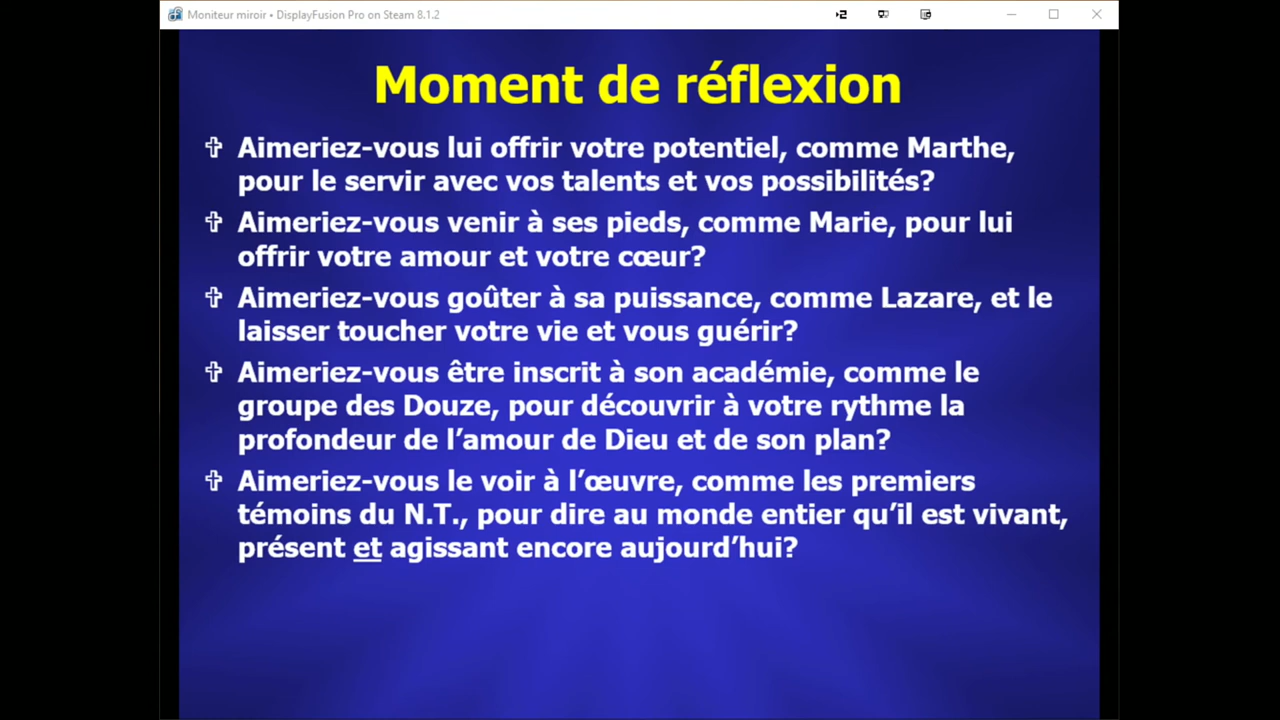 Moniteur miroir • DisplayFusion Pro on Steam 8.1.2
Moment de réflexion
Aimeriez-vous lui offrir votre potentiel, comme Marthe,
pour le servir avec vos talents et vos possibilités?
Aimeriez-vous venir à ses pieds, comme Marie, pour lui
offrir votre amour et votre cœur?
Aimeriez-vous goûter à sa puissance, comme Lazare, et le
laisser toucher votre vie et vous guérir?
Aimeriez-vous être inscrit à son académie, comme le
groupe des Douze, pour découvrir à votre rythme la
profondeur de l’amour de Dieu et de son plan?
Aimeriez-vous le voir à l’œuvre, comme les premiers
témoins du N.T., pour dire au monde entier qu’il est vivant,
présent et agissant encore aujourd’hui?